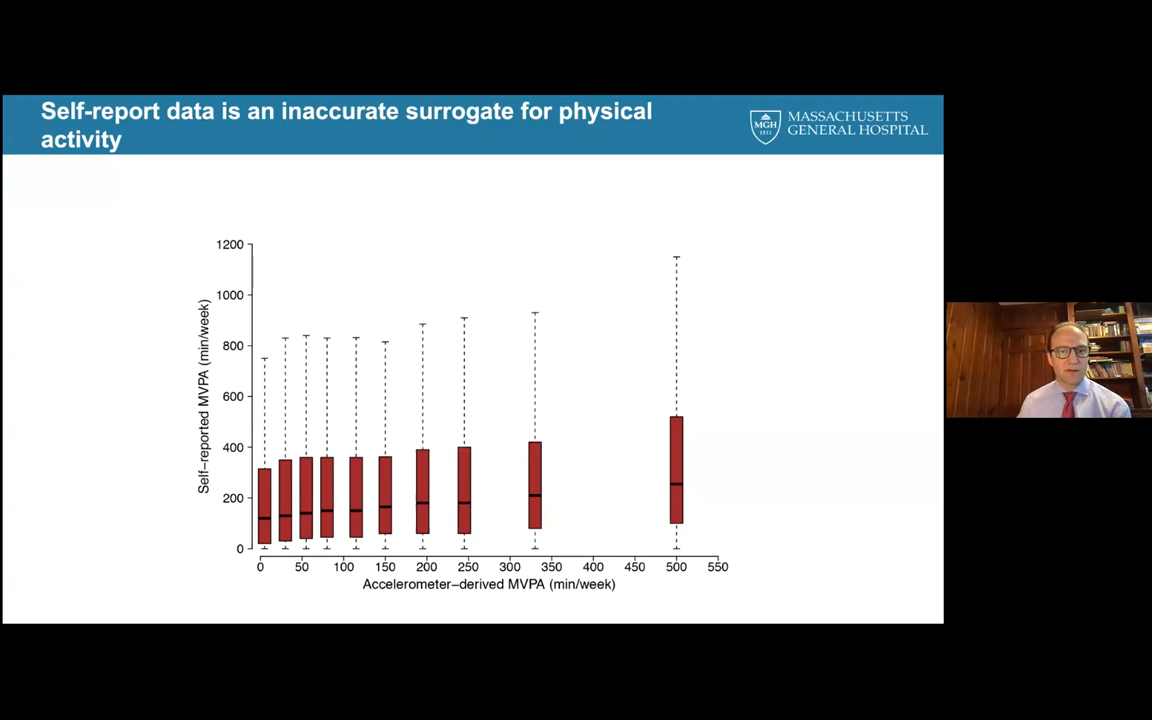 Self-report data is an inaccurate surrogate for physical
activity
MGH
1811
MASSACHUSETTS
GENERAL HOSPITAL
1200
1000
800
600
400
200
0
Self−reported MVPA (min/week)
0 50 100 150 200 250 300 350 400 450 500 550
Accelerometer−derived MVPA (min/week)